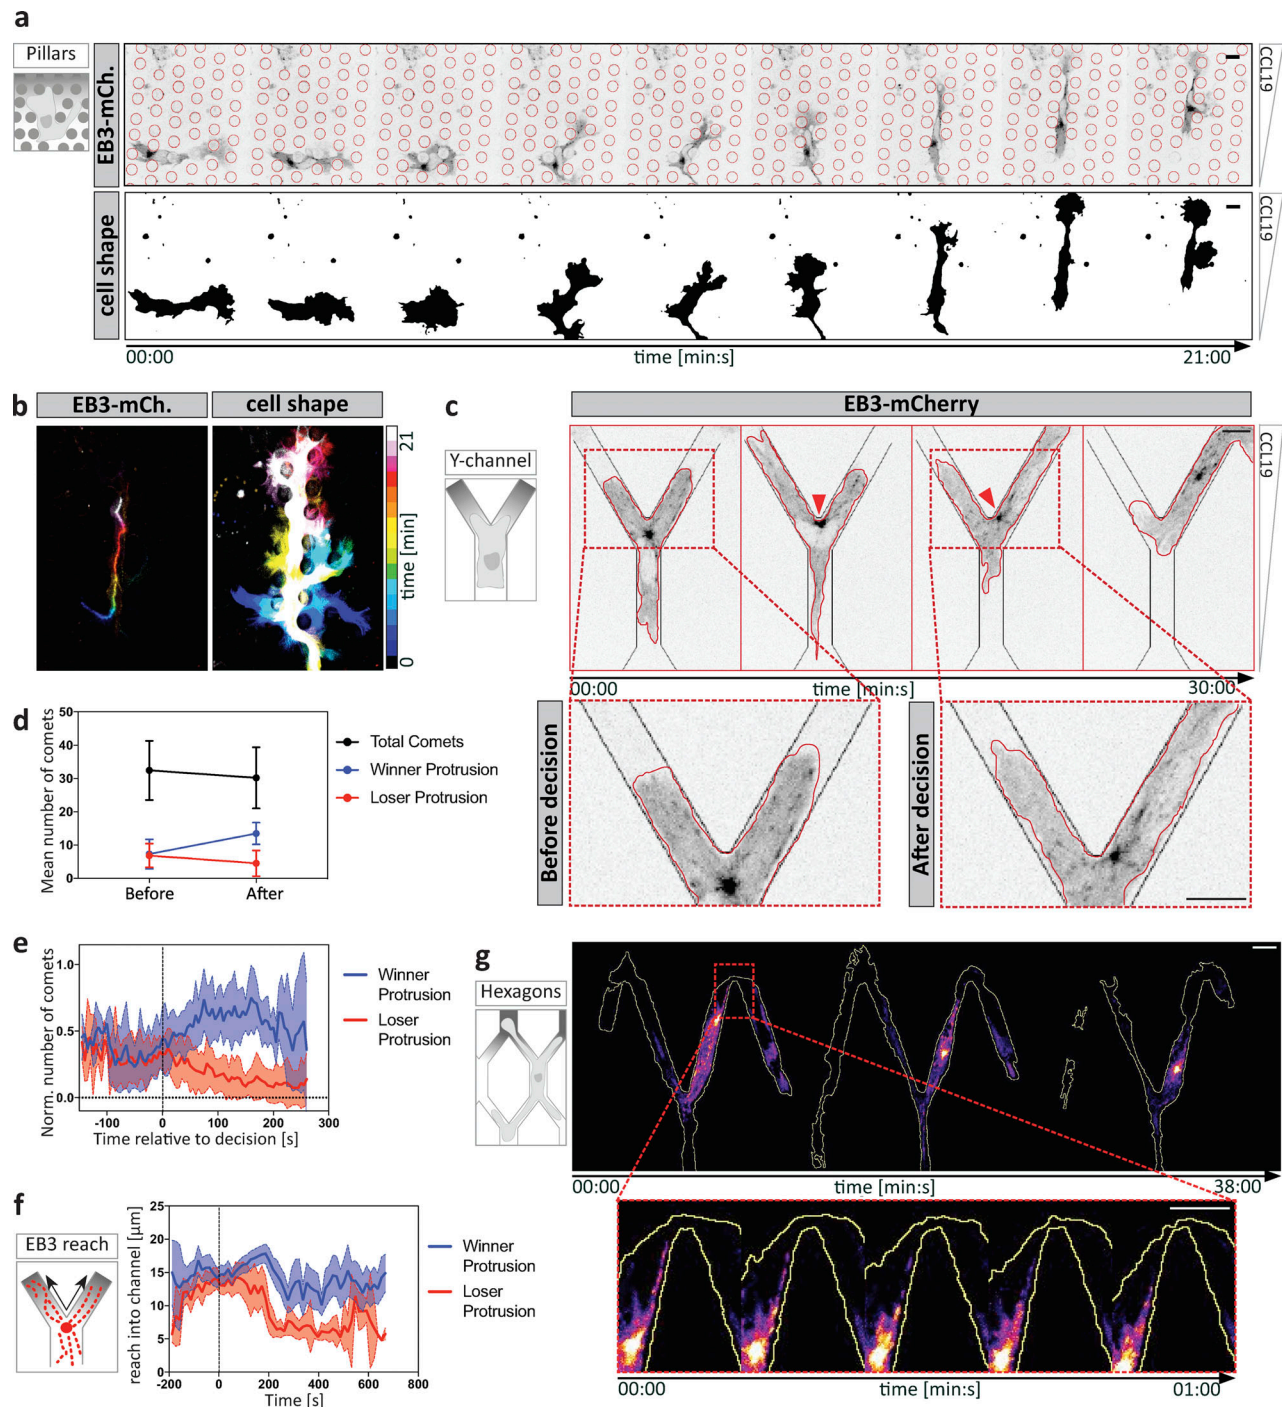 a
Pillars
EB3-mCh.
CCL19
cell shape
CCL19
00:00
time [min:s]
21:00
b
EB3-mCh.
cell shape
21
time [min]
0
c
EB3-mCherry
Y-channel
CCL19
00:00
time [min:s]
30:00
Before decision
After decision
d
Mean number of comets
50
40
30
20
10
0
Before
After
Total Comets
Winner Protrusion
Loser Protrusion
e
Norm. number of comets
1.0
0.5
0.0
-100
0
100
200
300
Time relative to decision [s]
Winner
Protrusion
Loser
Protrusion
f
EB3 reach
reach into channel [µm]
25
20
15
10
5
0
-200
0
200
400
600
800
Time [s]
Winner
Protrusion
Loser
Protrusion
g
Hexagons
00:00
time [min:s]
38:00
00:00
time [min:s]
01:00